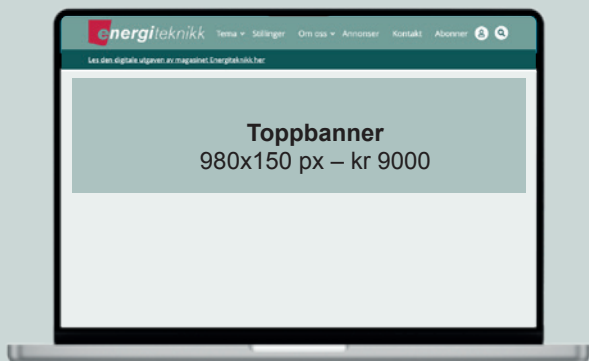 energiteknikk Tema Stillinger Om oss Annonser Kontakt Abonner
Les den digitale utgaven av magasinet Energiteknikk her
Toppbanner
980x150 px – kr 9000